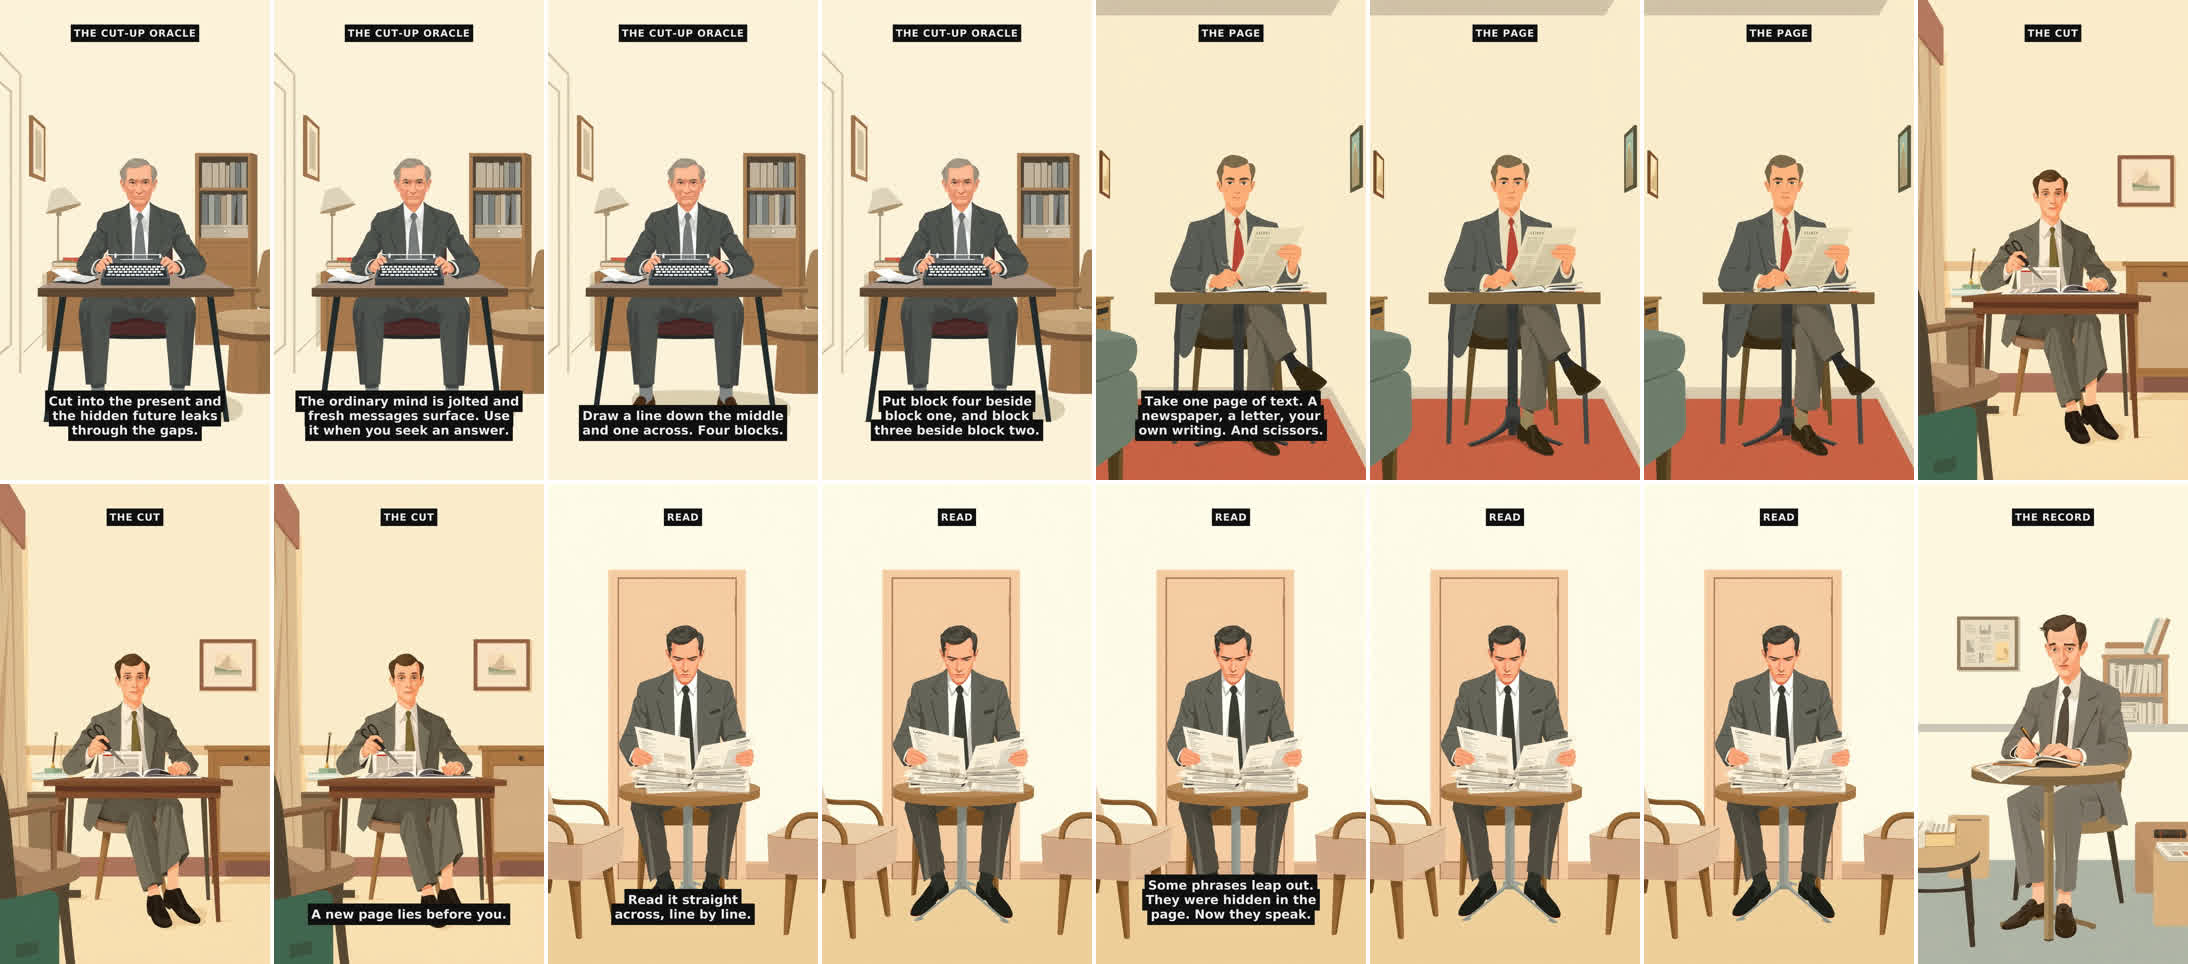 THE CUT-UP ORACLE
Cut into the present and
the hidden future leaks
through the gaps.
THE CUT-UP ORACLE
The ordinary mind is jolted and
fresh messages surface. Use
it when you seek an answer.
THE CUT-UP ORACLE
Draw a line down the middle
and one across. Four blocks.
THE CUT-UP ORACLE
Put block four beside
block one, and block
three beside block two.
THE PAGE
Take one page of text. A
newspaper, a letter, your
own writing. And scissors.
THE PAGE
THE PAGE
THE CUT
THE CUT
THE CUT
A new page lies before you.
READ
Read it straight
across, line by line.
READ
READ
Some phrases leap out.
They were hidden in the
page. Now they speak.
READ
READ
THE RECORD